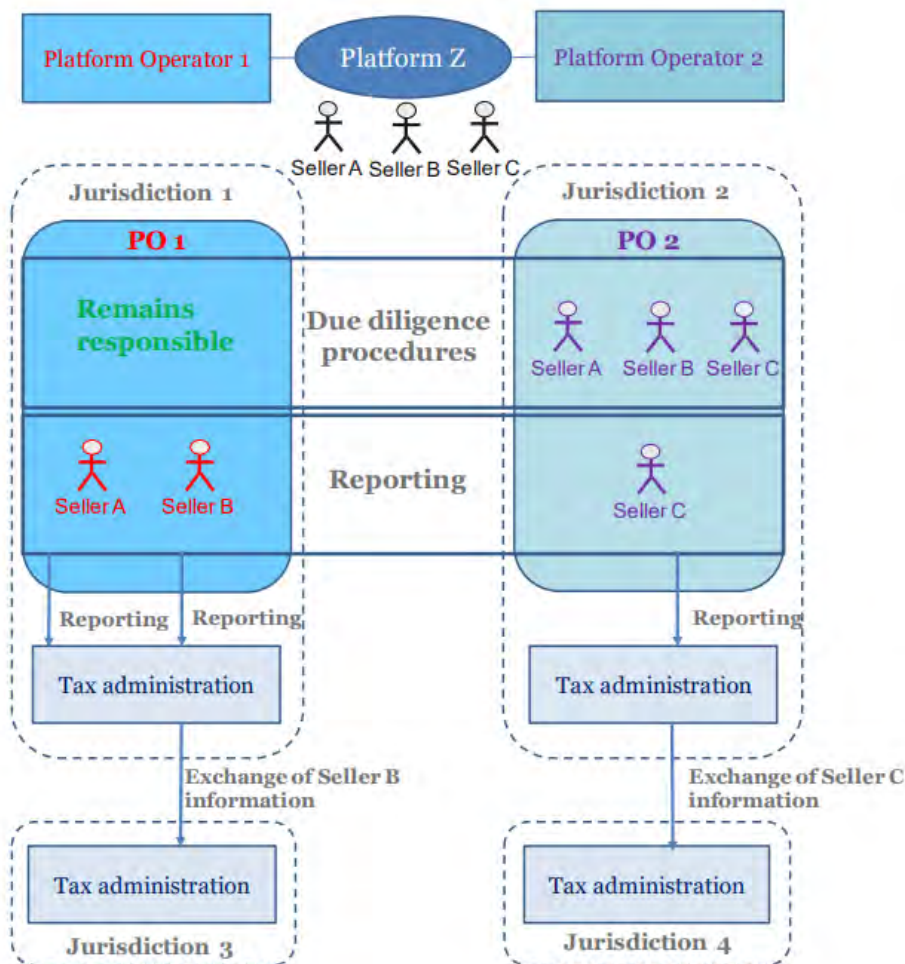 Platform Operator 1
Platform Z
Platform Operator 2
Seller A
Seller B
Seller C
Jurisdiction 1
Jurisdiction 2
PO 1
PO 2
Remains
responsible
Due diligence
procedures
Seller A
Seller B
Seller C
Seller A
Seller B
Reporting
Seller C
Reporting
Reporting
Reporting
Tax administration
Tax administration
Exchange of Seller B
information
Exchange of Seller C
information
Tax administration
Tax administration
Jurisdiction 3
Jurisdiction 4